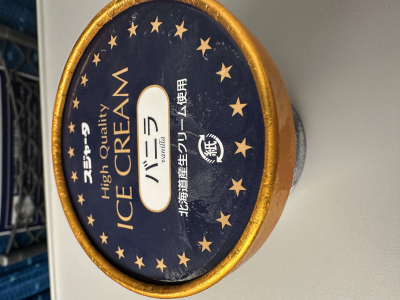 スジャータ
High Quality
ICE CREAM
バニラ
vanilla
北海道産生クリーム使用
紙